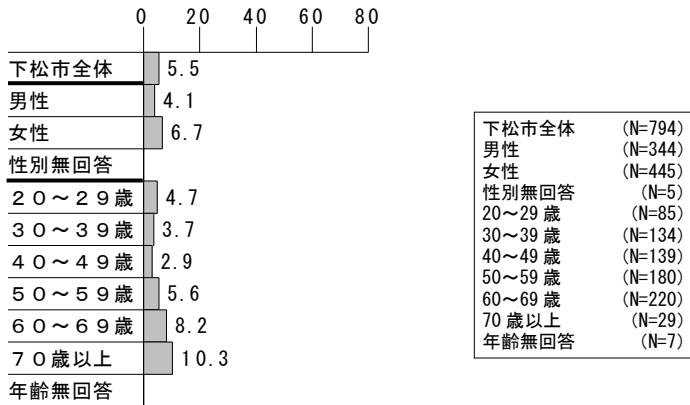 0 20 40 60 80
下松市全体 5.5
男性 4.1
女性 6.7
性別無回答
２０～２９歳 4.7
３０～３９歳 3.7
４０～４９歳 2.9
５０～５９歳 5.6
６０～６９歳 8.2
７０歳以上 10.3
年齢無回答
下松市全体 (N=794)
男性 (N=344)
女性 (N=445)
性別無回答 (N=5)
20～29 歳 (N=85)
30～39 歳 (N=134)
40～49 歳 (N=139)
50～59 歳 (N=180)
60～69 歳 (N=220)
70 歳以上 (N=29)
年齢無回答 (N=7)